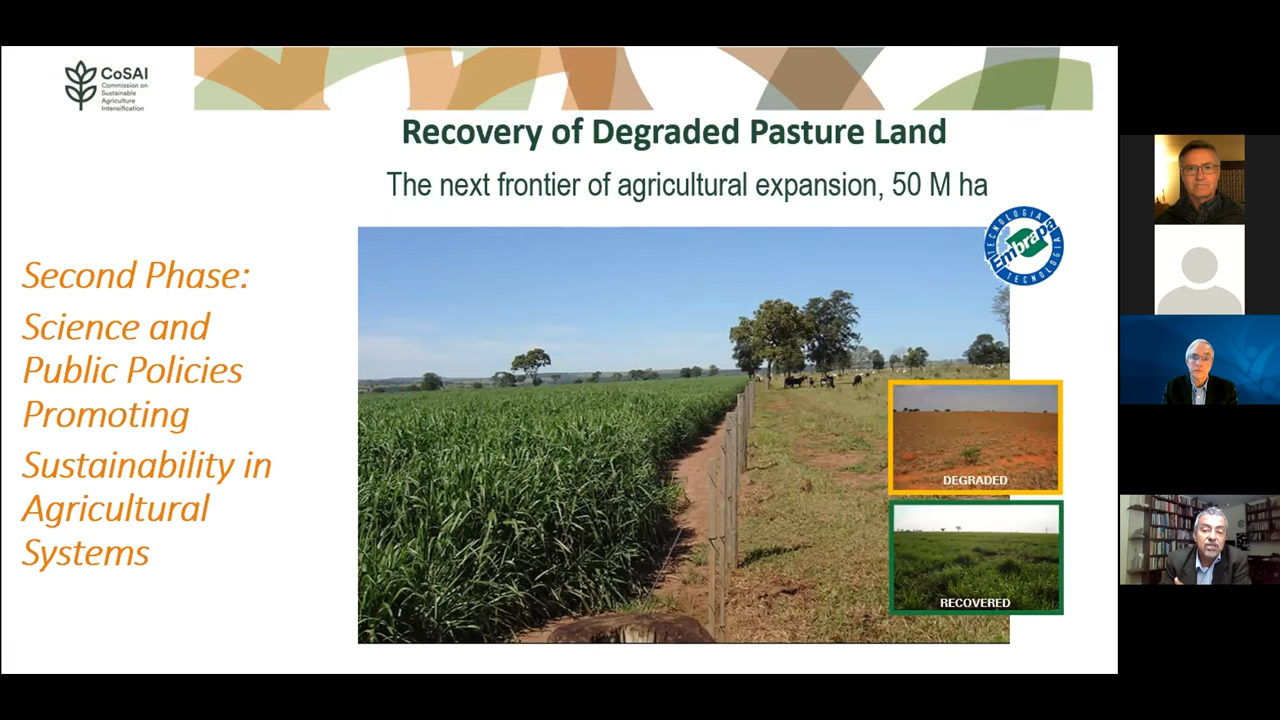 CoSAI
Commission on
Sustainable
Agriculture
Intensification
Recovery of Degraded Pasture Land
The next frontier of agricultural expansion, 50 M ha
TECNOLOGIA
Embrapa
TECNOLOGIA
Second Phase:
Science and
Public Policies
Promoting
Sustainability in
Agricultural
Systems
DEGRADED
RECOVERED